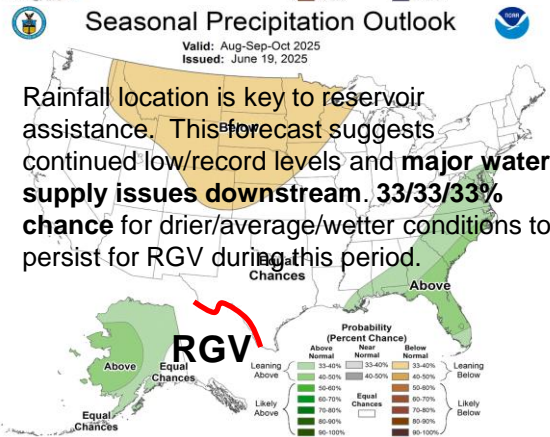 Seasonal Precipitation Outlook
NOAA
Valid: Aug-Sep-Oct 2025
Issued: June 19, 2025
Rainfall location is key to reservoir
assistance. This forecast suggests
Below
continued low/record levels and major water
supply issues downstream. 33/33/33%
chance for drier/average/wetter conditions to
persist for RGV during this period.
Equal
Chances
Above
RGV
Above
Equal
Chances
Equal
Chances
Probability
(Percent Chance)
Above Normal
Near Normal
Below Normal
Leaning Above
33-40% 33-40% 33-40%
Leaning Below
40-50% 40-50% 40-50%
Likely Above
50-60% 50-60%
Equal Chances
60-70% 60-70%
Likely Below
70-80% 70-80%
80-90% 80-90%
90-100% 90-100%